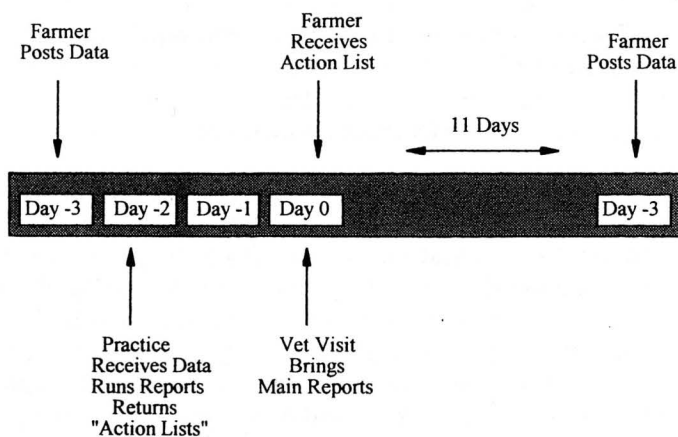 Farmer
Posts Data
Farmer
Receives
Action List
Farmer
Posts Data
11 Days
Day -3
Day -2
Day -1
Day 0
Day -3
Practice
Receives Data
Runs Reports
Returns
"Action Lists"
Vet Visit
Brings
Main Reports